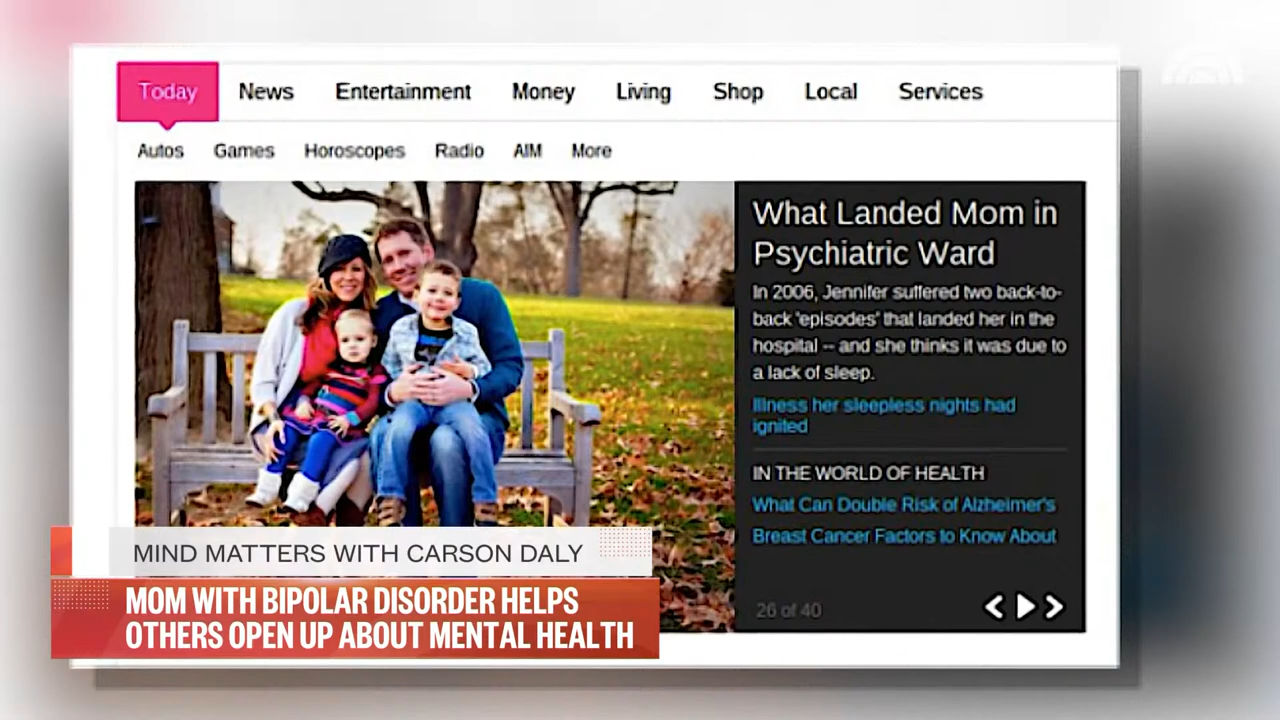 Today News Entertainment Money Living Shop Local Services
Autos Games Horoscopes Radio AIM More
What Landed Mom in
Psychiatric Ward
In 2006, Jennifer suffered two back-to-
back 'episodes' that landed her in the
hospital -- and she thinks it was due to
a lack of sleep.
Illness her sleepless nights had
ignited
IN THE WORLD OF HEALTH
What Can Double Risk of Alzheimer's
Breast Cancer Factors to Know About
26 of 40
MIND MATTERS WITH CARSON DALY
MOM WITH BIPOLAR DISORDER HELPS
OTHERS OPEN UP ABOUT MENTAL HEALTH